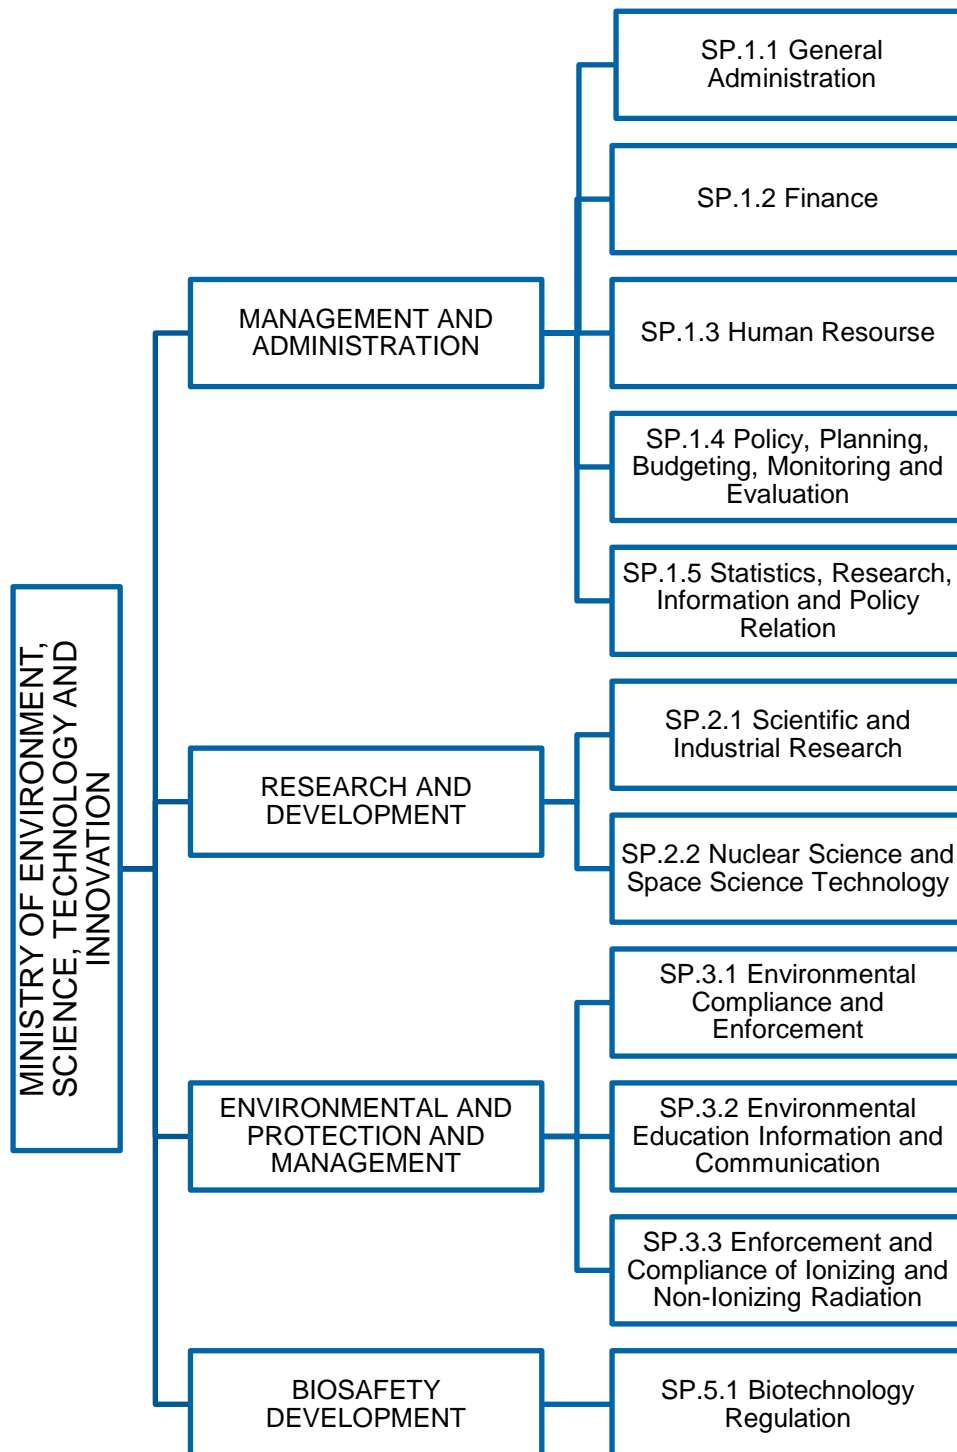 MINISTRY OF ENVIRONMENT,
SCIENCE, TECHNOLOGY AND
INNOVATION
MANAGEMENT AND
ADMINISTRATION
SP.1.1 General
Administration
SP.1.2 Finance
SP.1.3 Human Resourse
SP.1.4 Policy, Planning,
Budgeting, Monitoring and
Evaluation
SP.1.5 Statistics, Research,
Information and Policy
Relation
RESEARCH AND
DEVELOPMENT
SP.2.1 Scientific and
Industrial Research
SP.2.2 Nuclear Science and
Space Science Technology
ENVIRONMENTAL AND
PROTECTION AND
MANAGEMENT
SP.3.1 Environmental
Compliance and
Enforcement
SP.3.2 Environmental
Education Information and
Communication
SP.3.3 Enforcement and
Compliance of Ionizing and
Non-Ionizing Radiation
BIOSAFETY
DEVELOPMENT
SP.5.1 Biotechnology
Regulation